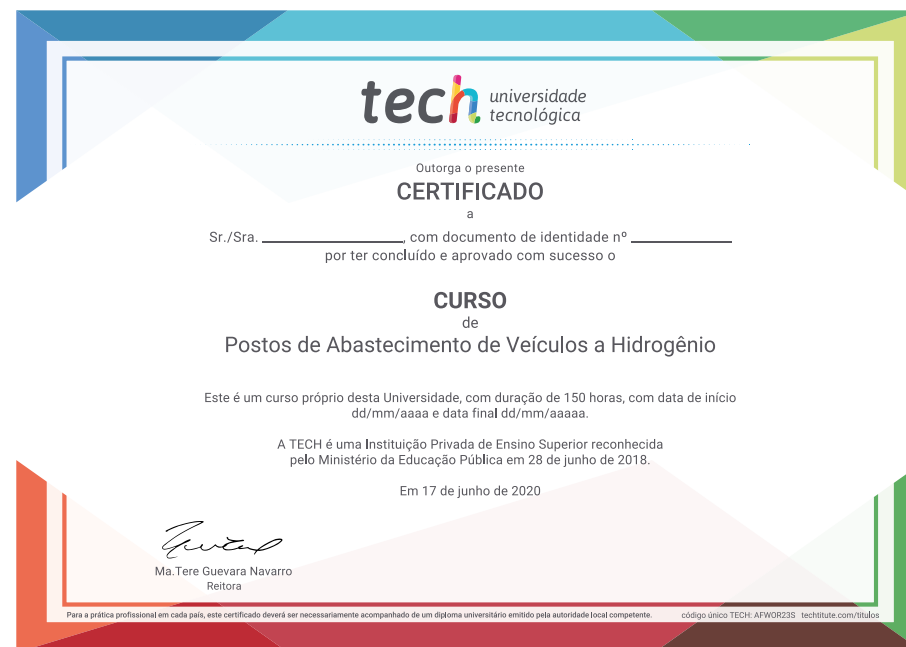 tech universidade
tecnológica
Outorga o presente
CERTIFICADO
a
Sr./Sra. ____________, com documento de identidade nº ____________
por ter concluído e aprovado com sucesso o
CURSO
de
Postos de Abastecimento de Veículos a Hidrogênio
Este é um curso próprio desta Universidade, com duração de 150 horas, com data de início
dd/mm/aaaa e data final dd/mm/aaaaa.
A TECH é uma Instituição Privada de Ensino Superior reconhecida
pelo Ministério da Educação Pública em 28 de junho de 2018.
Em 17 de junho de 2020
Ma.Tere Guevara Navarro
Reitora
Para a prática profissional em cada país, este certificado deverá ser necessariamente acompanhado de um diploma universitário emitido pela autoridade local competente. código único TECH: AFWOR23S techtitute.com/titulos